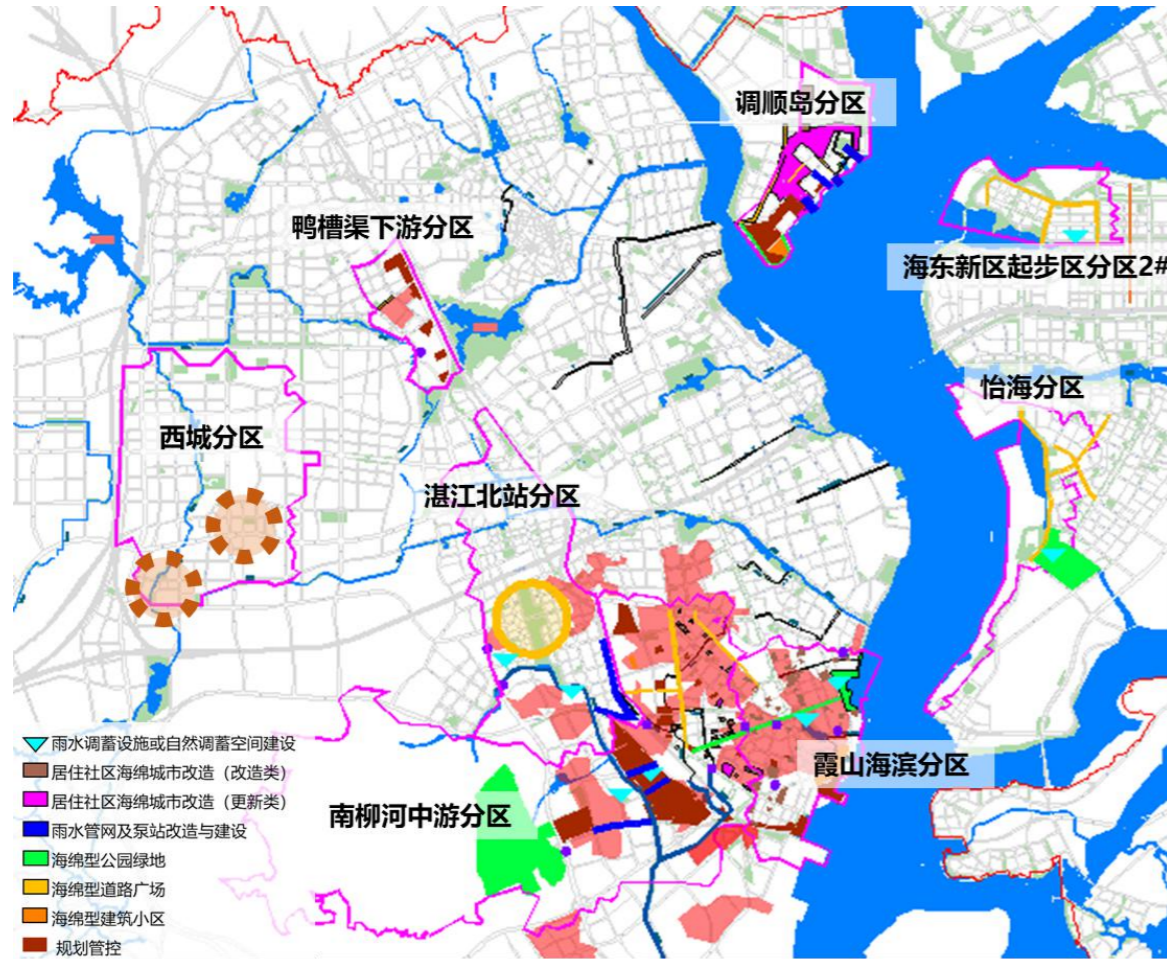 调顺岛分区
鸭槽渠下游分区
海东新区起步区分区2#
怡海分区
西城分区
湛江北站分区
霞山海滨分区
南柳河中游分区
雨水调蓄设施或自然调蓄空间建设
居住社区海绵城市改造（改造类）
居住社区海绵城市改造（更新类）
雨水管网及泵站改造与建设
海绵型公园绿地
海绵型道路广场
海绵型建筑小区
规划管控